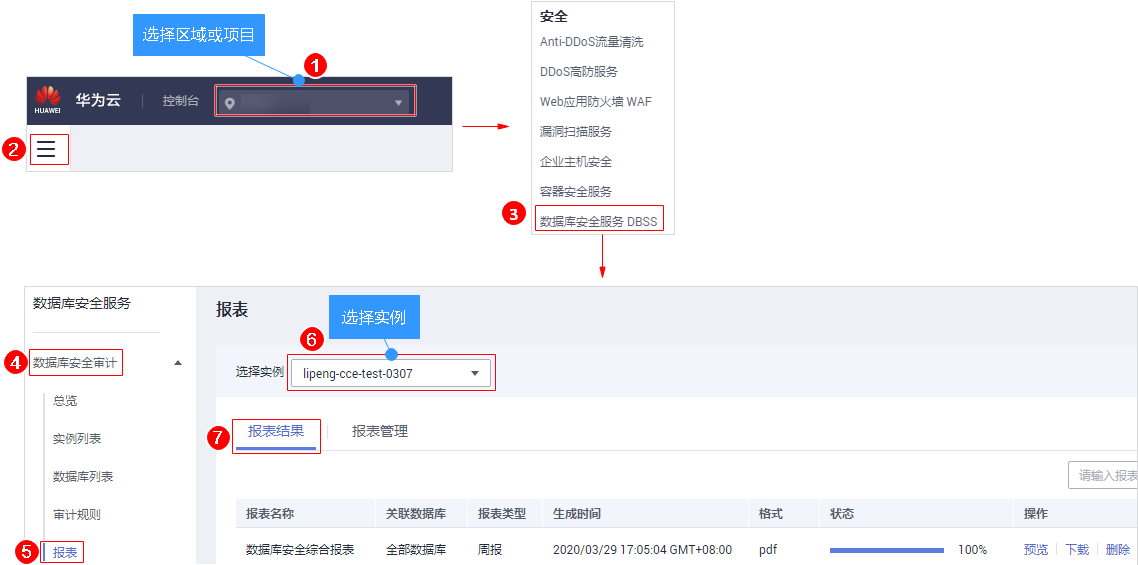 选择区域或项目
1
HUAWEI 华为云 控制台
2
安全
Anti-DDoS流量清洗
DDoS高防服务
Web应用防火墙 WAF
漏洞扫描服务
企业主机安全
容器安全服务
3 数据库安全服务 DBSS
数据库安全服务
4 数据库安全审计
总览
实例列表
数据库列表
审计规则
5 报表
报表
选择实例
6
选择实例 lipeng-cce-test-0307
7 报表结果 报表管理
请输入报表
报表名称 关联数据库 报表类型 生成时间 格式 状态 操作
数据库安全综合报表 全部数据库 周报 2020/03/29 17:05:04 GMT+08:00 pdf 100% 预览 下载 删除